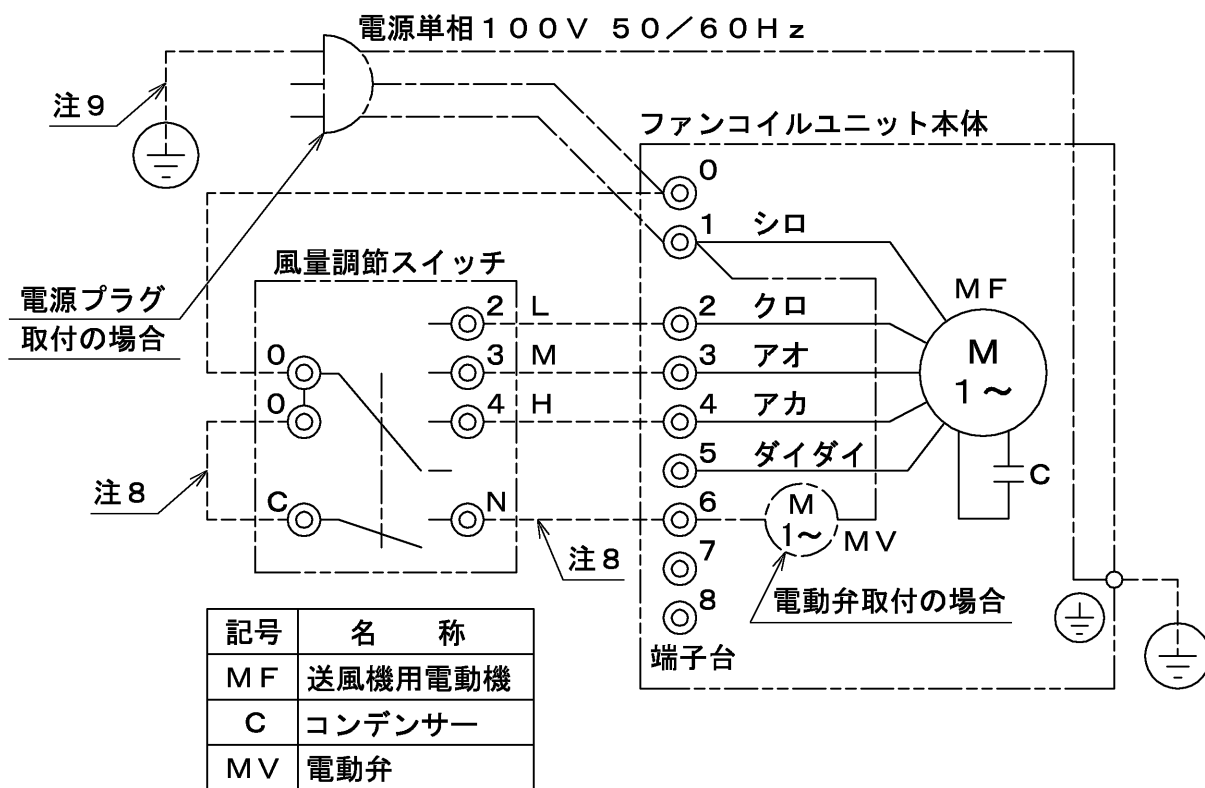 電源単相１００Ｖ ５０／６０Ｈｚ
注９
ファンコイルユニット本体
0
1 シロ
風量調節スイッチ
電源プラグ
取付の場合
ＭＦ
2 L
2 クロ
M
1～
0
3 M
3 アオ
0
4 H
4 アカ
5 ダイダイ
C
注８
C
N
6
M
1～
ＭＶ
注８
7
電動弁取付の場合
8
端子台
記号 名 称
ＭＦ 送風機用電動機
Ｃ コンデンサー
ＭＶ 電動弁